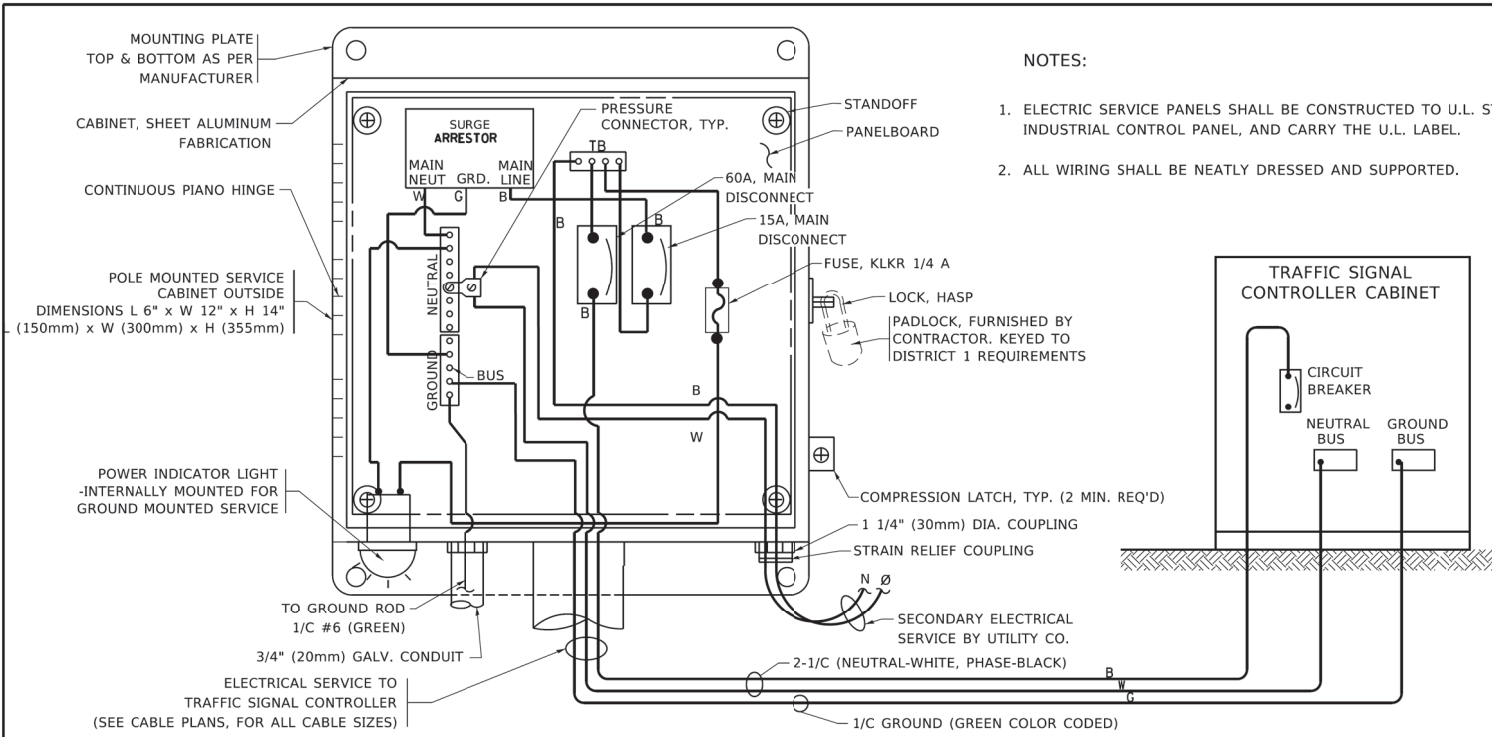 MOUNTING PLATE
TOP & BOTTOM AS PER
MANUFACTURER
CABINET, SHEET ALUMINUM
FABRICATION
CONTINUOUS PIANO HINGE
POLE MOUNTED SERVICE
CABINET OUTSIDE
DIMENSIONS L 6" x W 12" x H 14"
(150mm) x W (300mm) x H (355mm)
POWER INDICATOR LIGHT
-INTERNALLY MOUNTED FOR
GROUND MOUNTED SERVICE
TO GROUND ROD
1/C #6 (GREEN)
3/4" (20mm) GALV. CONDUIT
ELECTRICAL SERVICE TO
TRAFFIC SIGNAL CONTROLLER
(SEE CABLE PLANS, FOR ALL CABLE SIZES)
SURGE
ARRESTOR
MAIN
NEUT
GRD.
MAIN
LINE
W
G
B
PRESSURE
CONNECTOR, TYP.
TB
NEUTRAL
GROUND
BUS
B
B
B
B
W
STANDOFF
PANELBOARD
60A, MAIN
DISCONNECT
15A, MAIN
DISCONNECT
FUSE, KLKR 1/4 A
LOCK, HASP
PADLOCK, FURNISHED BY
CONTRACTOR. KEYED TO
DISTRICT 1 REQUIREMENTS
COMPRESSION LATCH, TYP. (2 MIN. REQ'D)
1 1/4" (30mm) DIA. COUPLING
STRAIN RELIEF COUPLING
N Ø
SECONDARY ELECTRICAL
SERVICE BY UTILITY CO.
2-1/C (NEUTRAL-WHITE, PHASE-BLACK)
B
W
G
1/C GROUND (GREEN COLOR CODED)
NOTES:
1. ELECTRIC SERVICE PANELS SHALL BE CONSTRUCTED TO U.L.
INDUSTRIAL CONTROL PANEL, AND CARRY THE U.L. LABEL.
2. ALL WIRING SHALL BE NEATLY DRESSED AND SUPPORTED.
TRAFFIC SIGNAL
CONTROLLER CABINET
CIRCUIT
BREAKER
NEUTRAL
BUS
GROUND
BUS